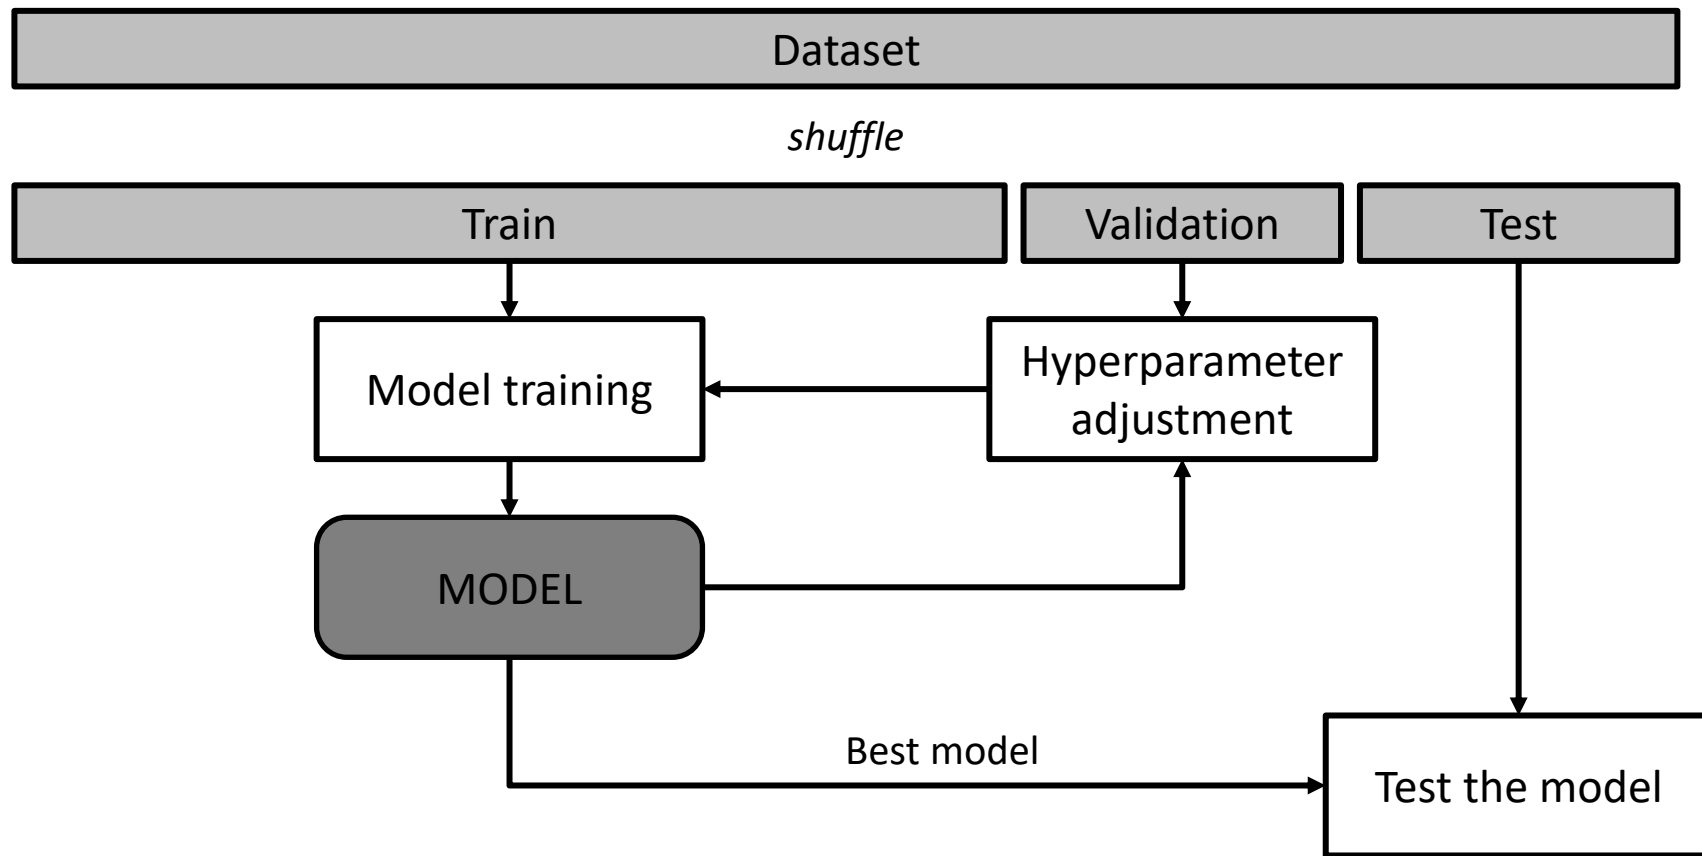 Dataset
shuffle
Train
Validation
Test
Model training
Hyperparameter
adjustment
MODEL
Best model
Test the model